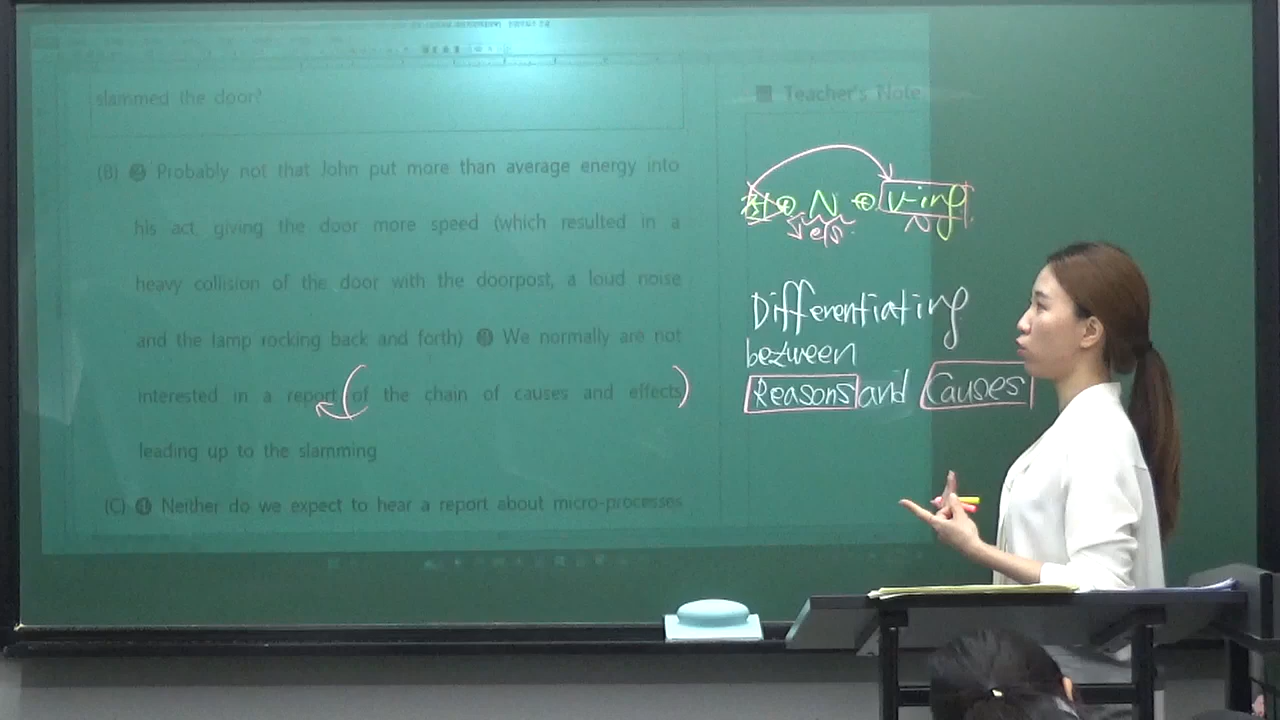 slammed the door?
(B) ❷ Probably not that John put more than average energy into
his act, giving the door more speed (which resulted in a
heavy collision of the door with the doorpost, a loud noise
and the lamp rocking back and forth) ❸ We normally are not
interested in a report (of the chain of causes and effects)
leading up to the slamming
(C) ❹ Neither do we expect to hear a report about micro-processes
■ Teacher's Note
N ⊕ V-ing
Differentiating
between
Reasons and Causes